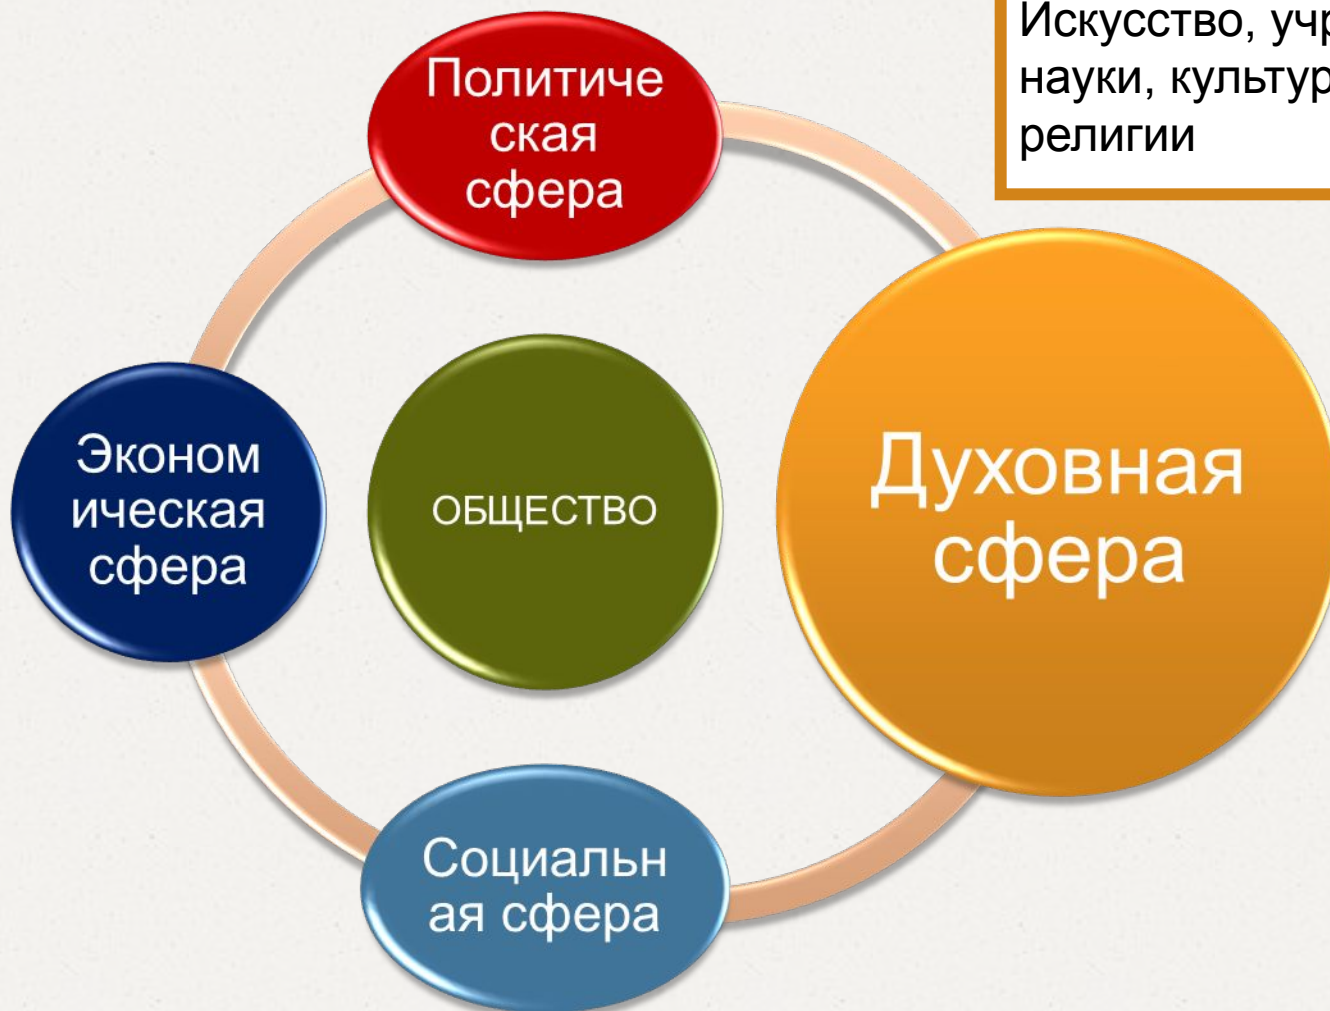 Искусство,
науки,
религии
Политиче
ская
сфера
Эконом
ическая
сфера
ОБЩЕСТВО
Духовная
сфера
Социальн
ая сфера